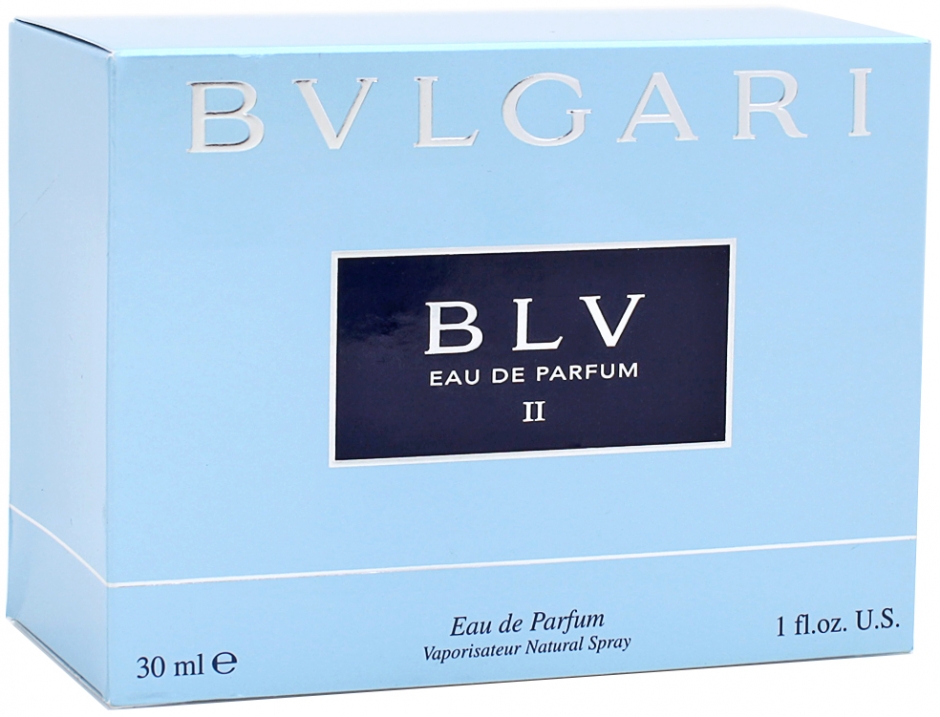 BVLGARI
BLV
EAU DE PARFUM
II
Eau de Parfum
Vaporisateur Natural Spray
30 ml ℮
1 fl.oz. U.S.